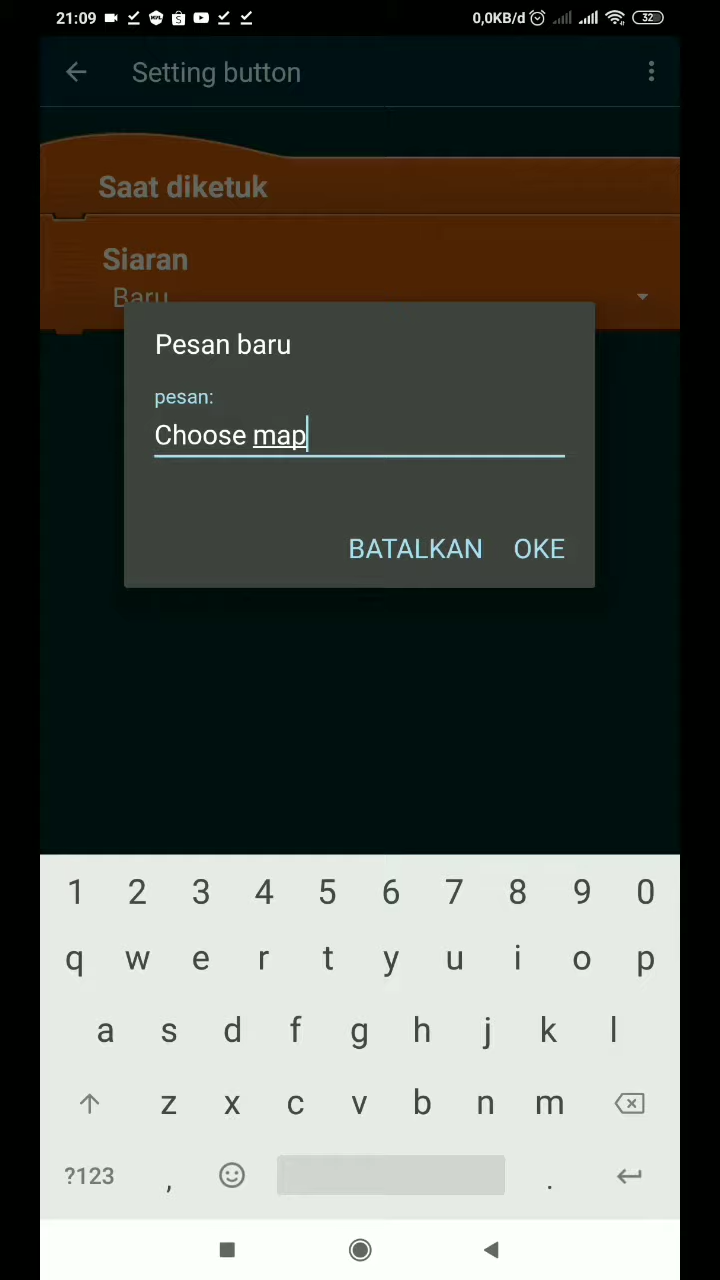 21:09 0,0KB/d 32
Setting button
Saat diketuk
Siaran
Baru
Pesan baru
pesan:
Choose map
BATALKAN OKE
1 2 3 4 5 6 7 8 9 0
q w e r t y u i o p
a s d f g h j k l
z x c v b n m
?123 , .